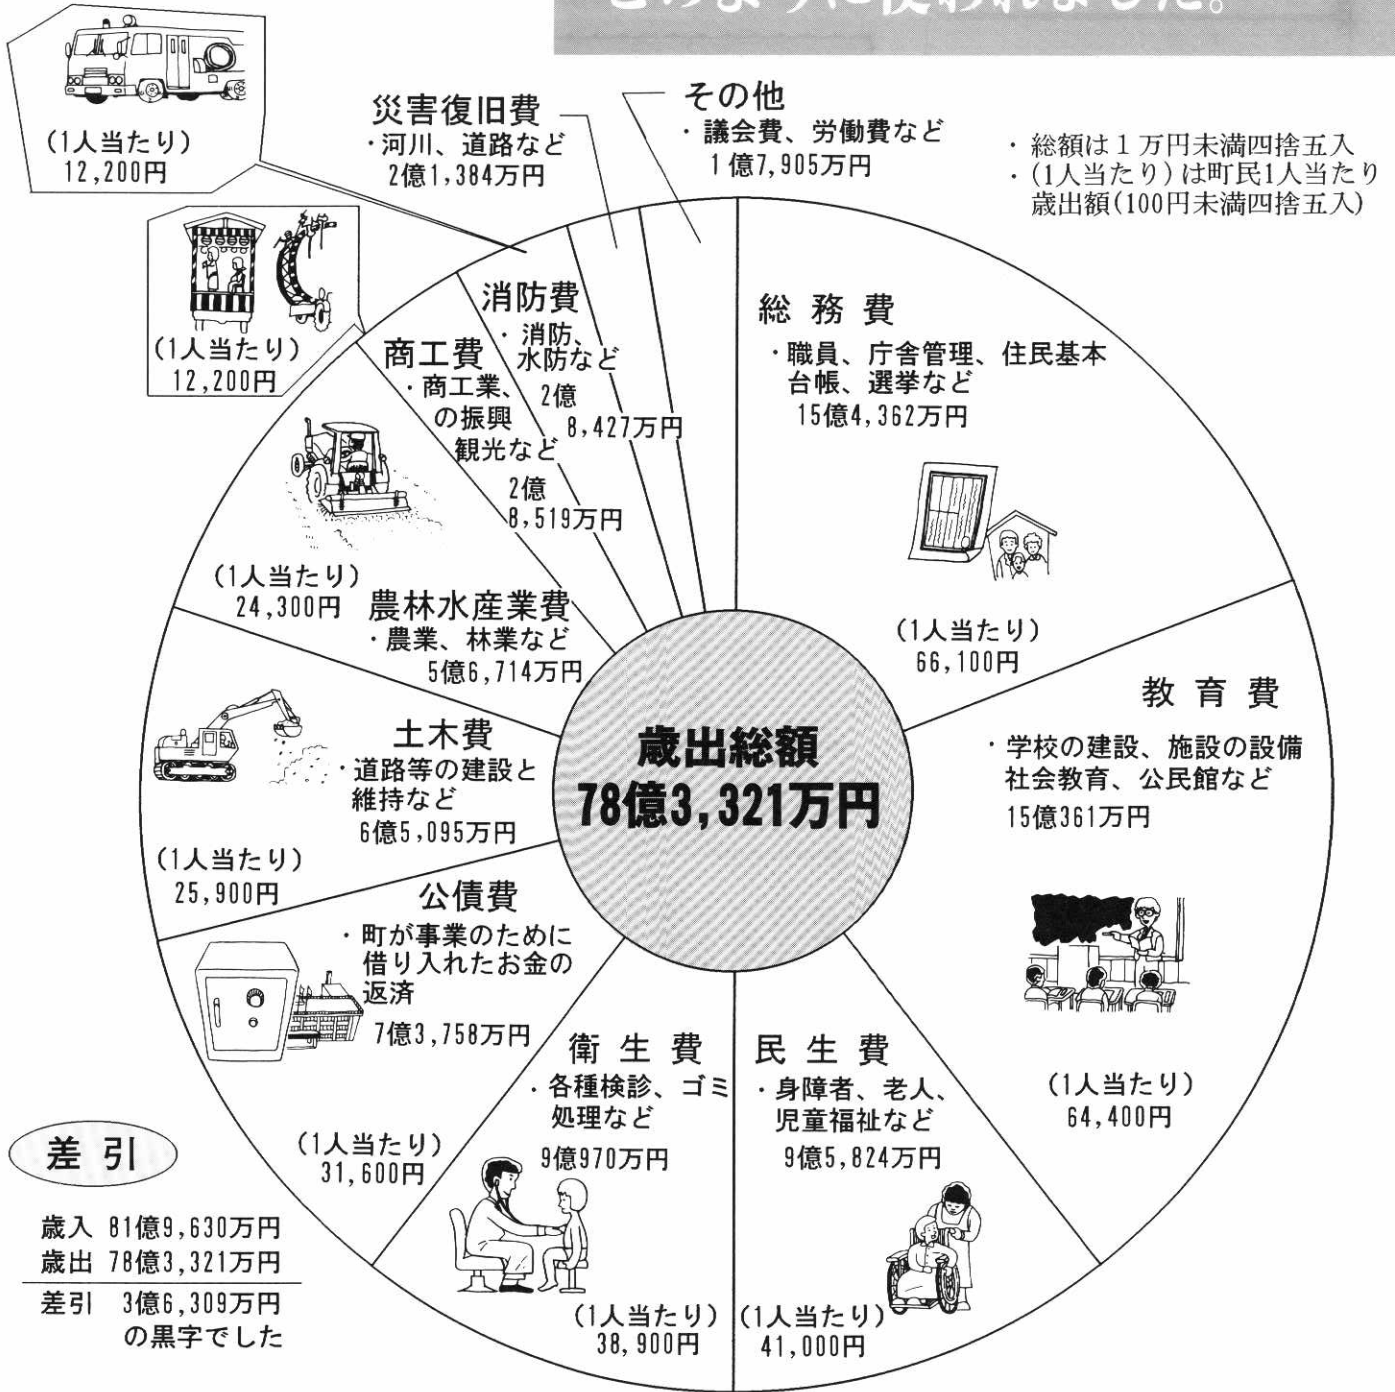 このように使われました。
(1人当たり)
12,200円
災害復旧費
・河川、道路など
2億1,384万円
その他
・議会費、労働費など
1億7,905万円
・総額は1万円未満四捨五入
・(1人当たり)は町民1人当たり
歳出額(100円未満四捨五入)
(1人当たり)
12,200円
消防費
・消防、
水防など
2億
8,427万円
商工費
・商工業、
の振興
観光など
2億
8,519万円
総務費
・職員、庁舎管理、住民基本
台帳、選挙など
15億4,362万円
(1人当たり)
66,100円
(1人当たり)
24,300円
農林水産業費
・農業、林業など
5億6,714万円
教育費
・学校の建設、施設の設備
社会教育、公民館など
15億361万円
(1人当たり)
64,400円
歳出総額
78億3,321万円
土木費
・道路等の建設と
維持など
6億5,095万円
(1人当たり)
25,900円
公債費
・町が事業のために
借り入れたお金の
返済
7億3,758万円
(1人当たり)
31,600円
衛生費
・各種検診、ゴミ
処理など
9億970万円
(1人当たり)
38,900円
民生費
・身障者、老人、
児童福祉など
9億5,824万円
(1人当たり)
41,000円
差引
歳入 81億9,630万円
歳出 78億3,321万円
差引 3億6,309万円
の黒字でした